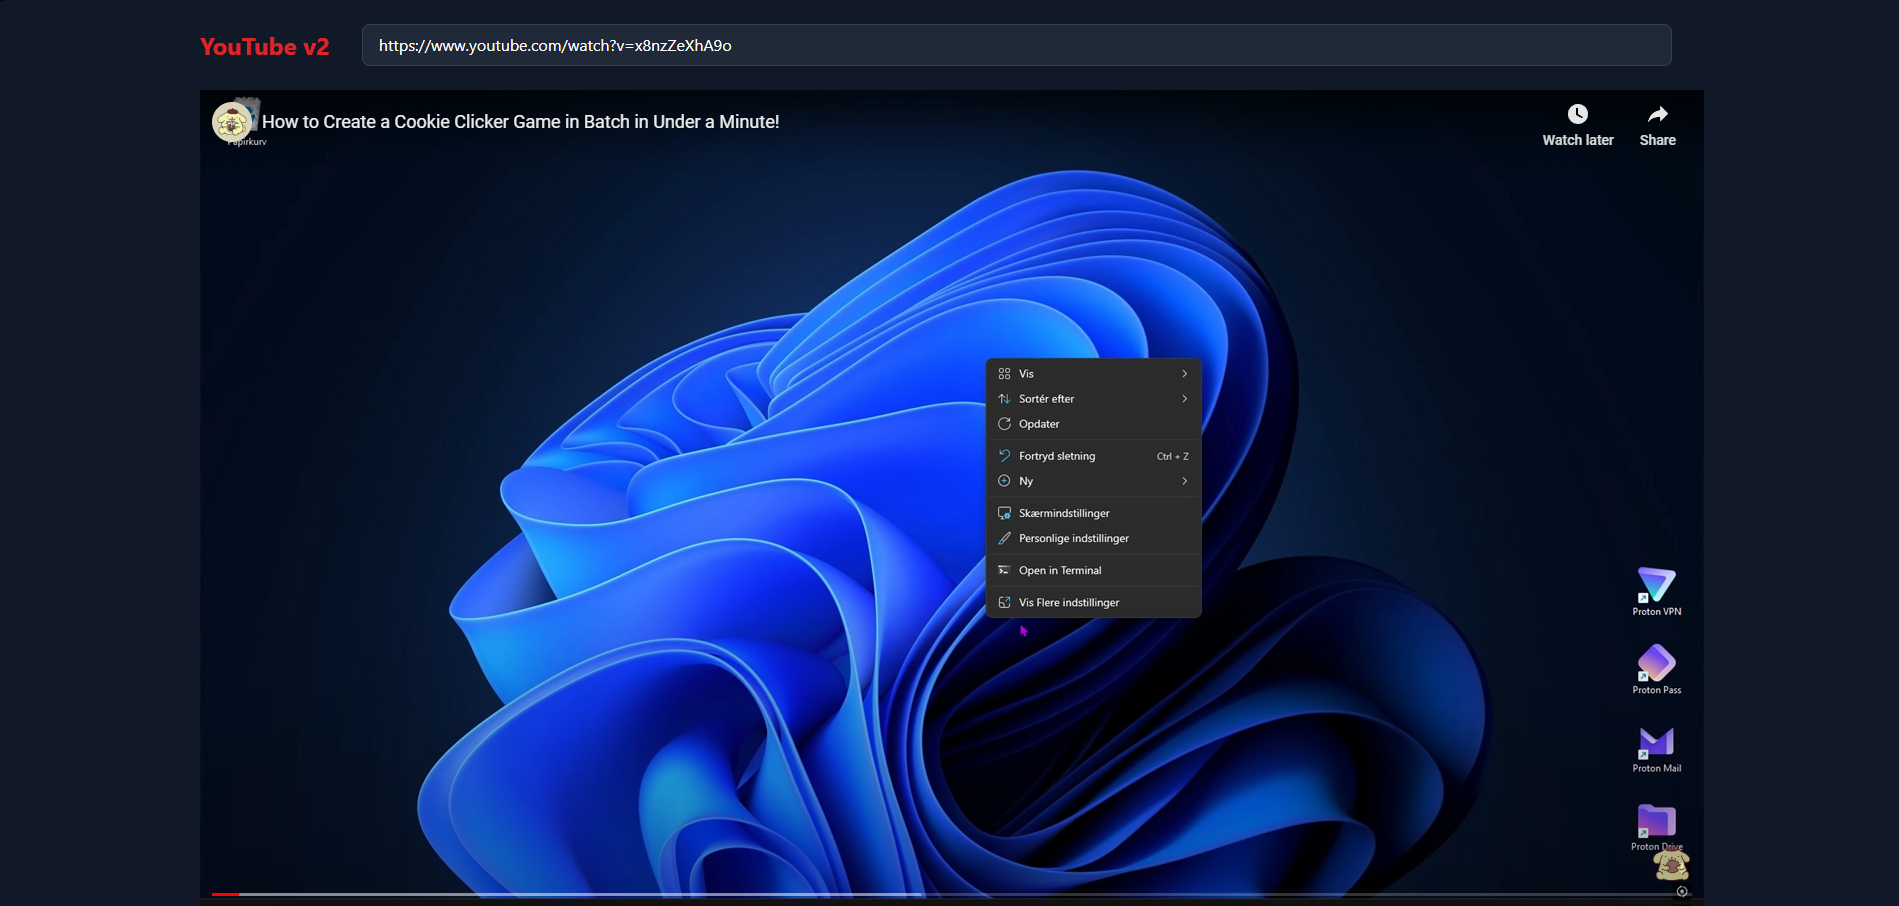 YouTube v2
https://www.youtube.com/watch?v=x8nzZeXhA9o
How to Create a Cookie Clicker Game in Batch in Under a Minute!
Papirkurv
Watch later
Share
Vis
Sortér efter
Opdater
Fortryd sletning Ctrl + Z
Ny
Skærmindstillinger
Personlige indstillinger
Open in Terminal
Vis Flere indstillinger
Proton VPN
Proton Pass
Proton Mail
Proton Drive